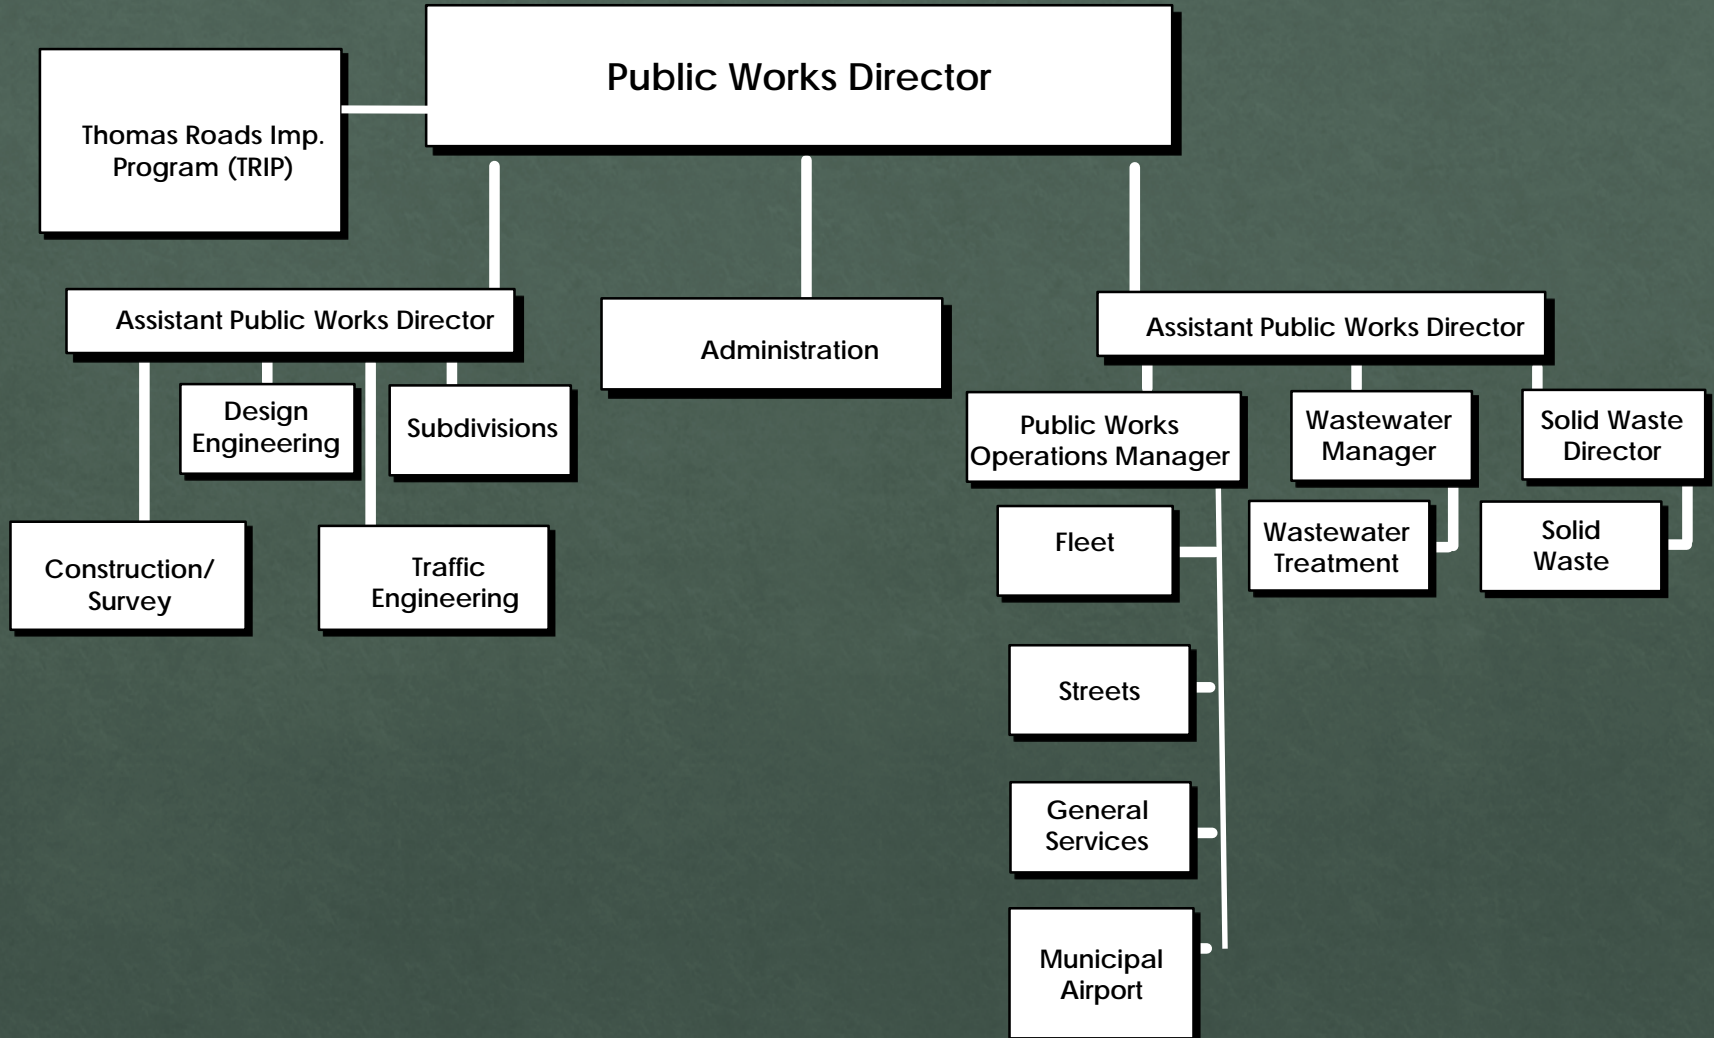 Public Works Director
Thomas Roads Imp.
Program (TRIP)
Assistant Public Works Director
Administration
Assistant Public Works Director
Design
Engineering
Subdivisions
Construction/
Survey
Traffic
Engineering
Public Works
Operations Manager
Wastewater
Manager
Solid Waste
Director
Fleet
Wastewater
Treatment
Solid
Waste
Streets
General
Services
Municipal
Airport